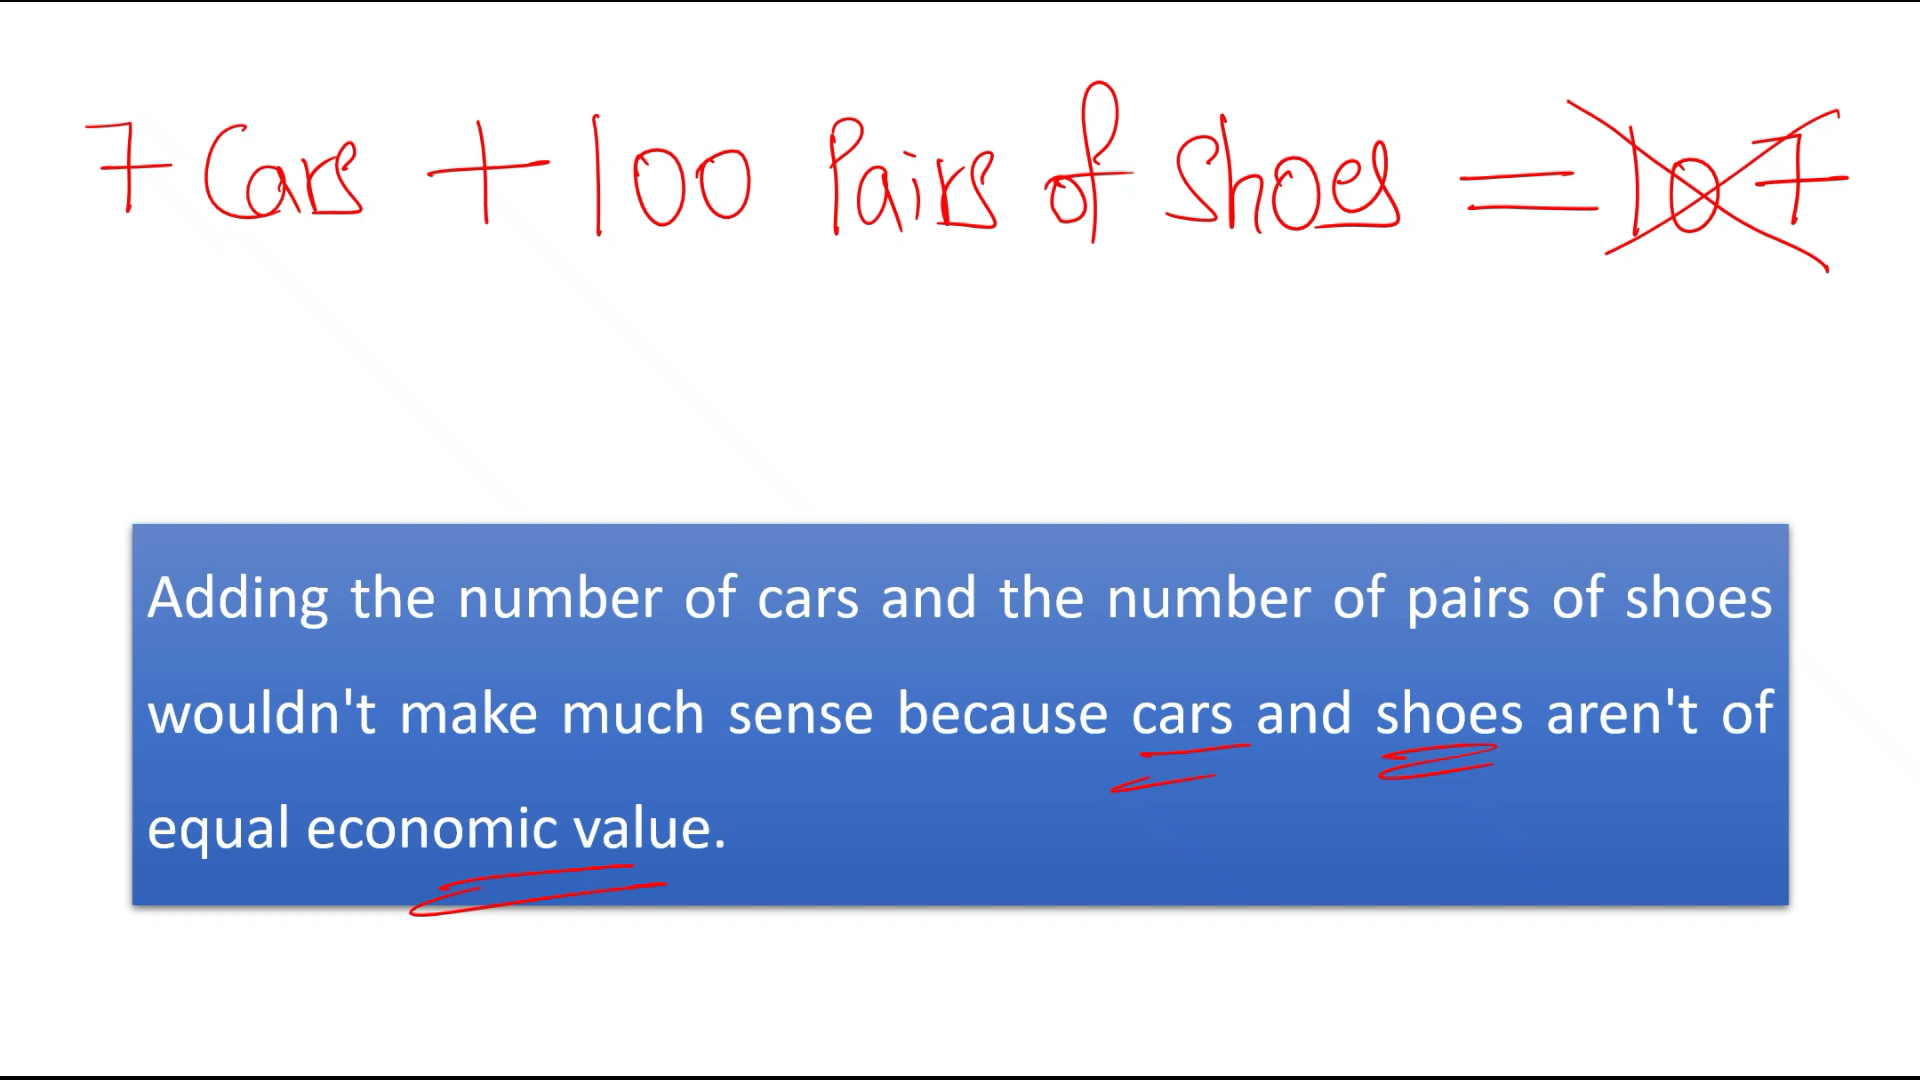 7 Cars + 100 Pairs of shoes = 107
Adding the number of cars and the number of pairs of shoes
wouldn't make much sense because cars and shoes aren't of
equal economic value.